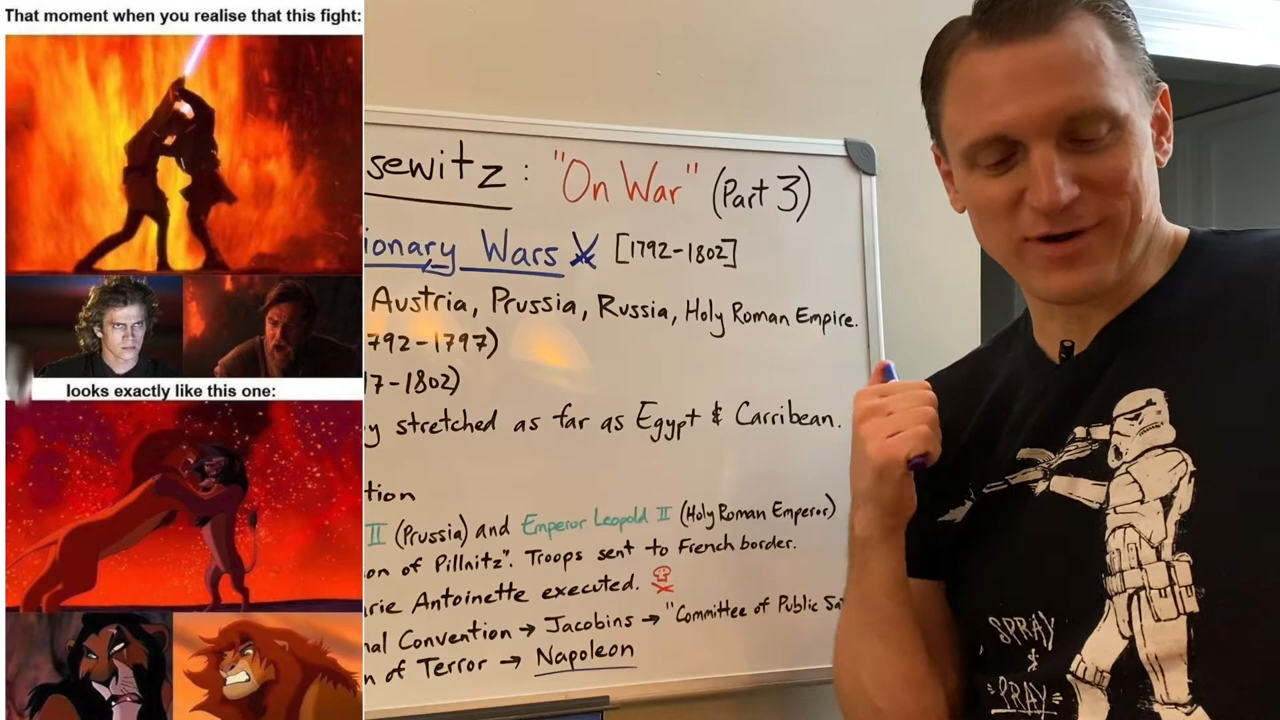 That moment when you realise that this fight:
looks exactly like this one:
sewitz : "On War" (Part 3)
ionary Wars [1792-1802]
Austria, Prussia, Russia, Holy Roman Empire.
792-1797)
7-1802)
y stretched as far as Egypt & Carribean.
tion
II (Prussia) and Emperor Leopold II (Holy Roman Emperor)
on of Pillnitz". Troops sent to French border.
rie Antoinette executed.
nal Convention → Jacobins → "Committee of Public Sa
n of Terror → Napoleon
SPRAY
&
"PRAY"